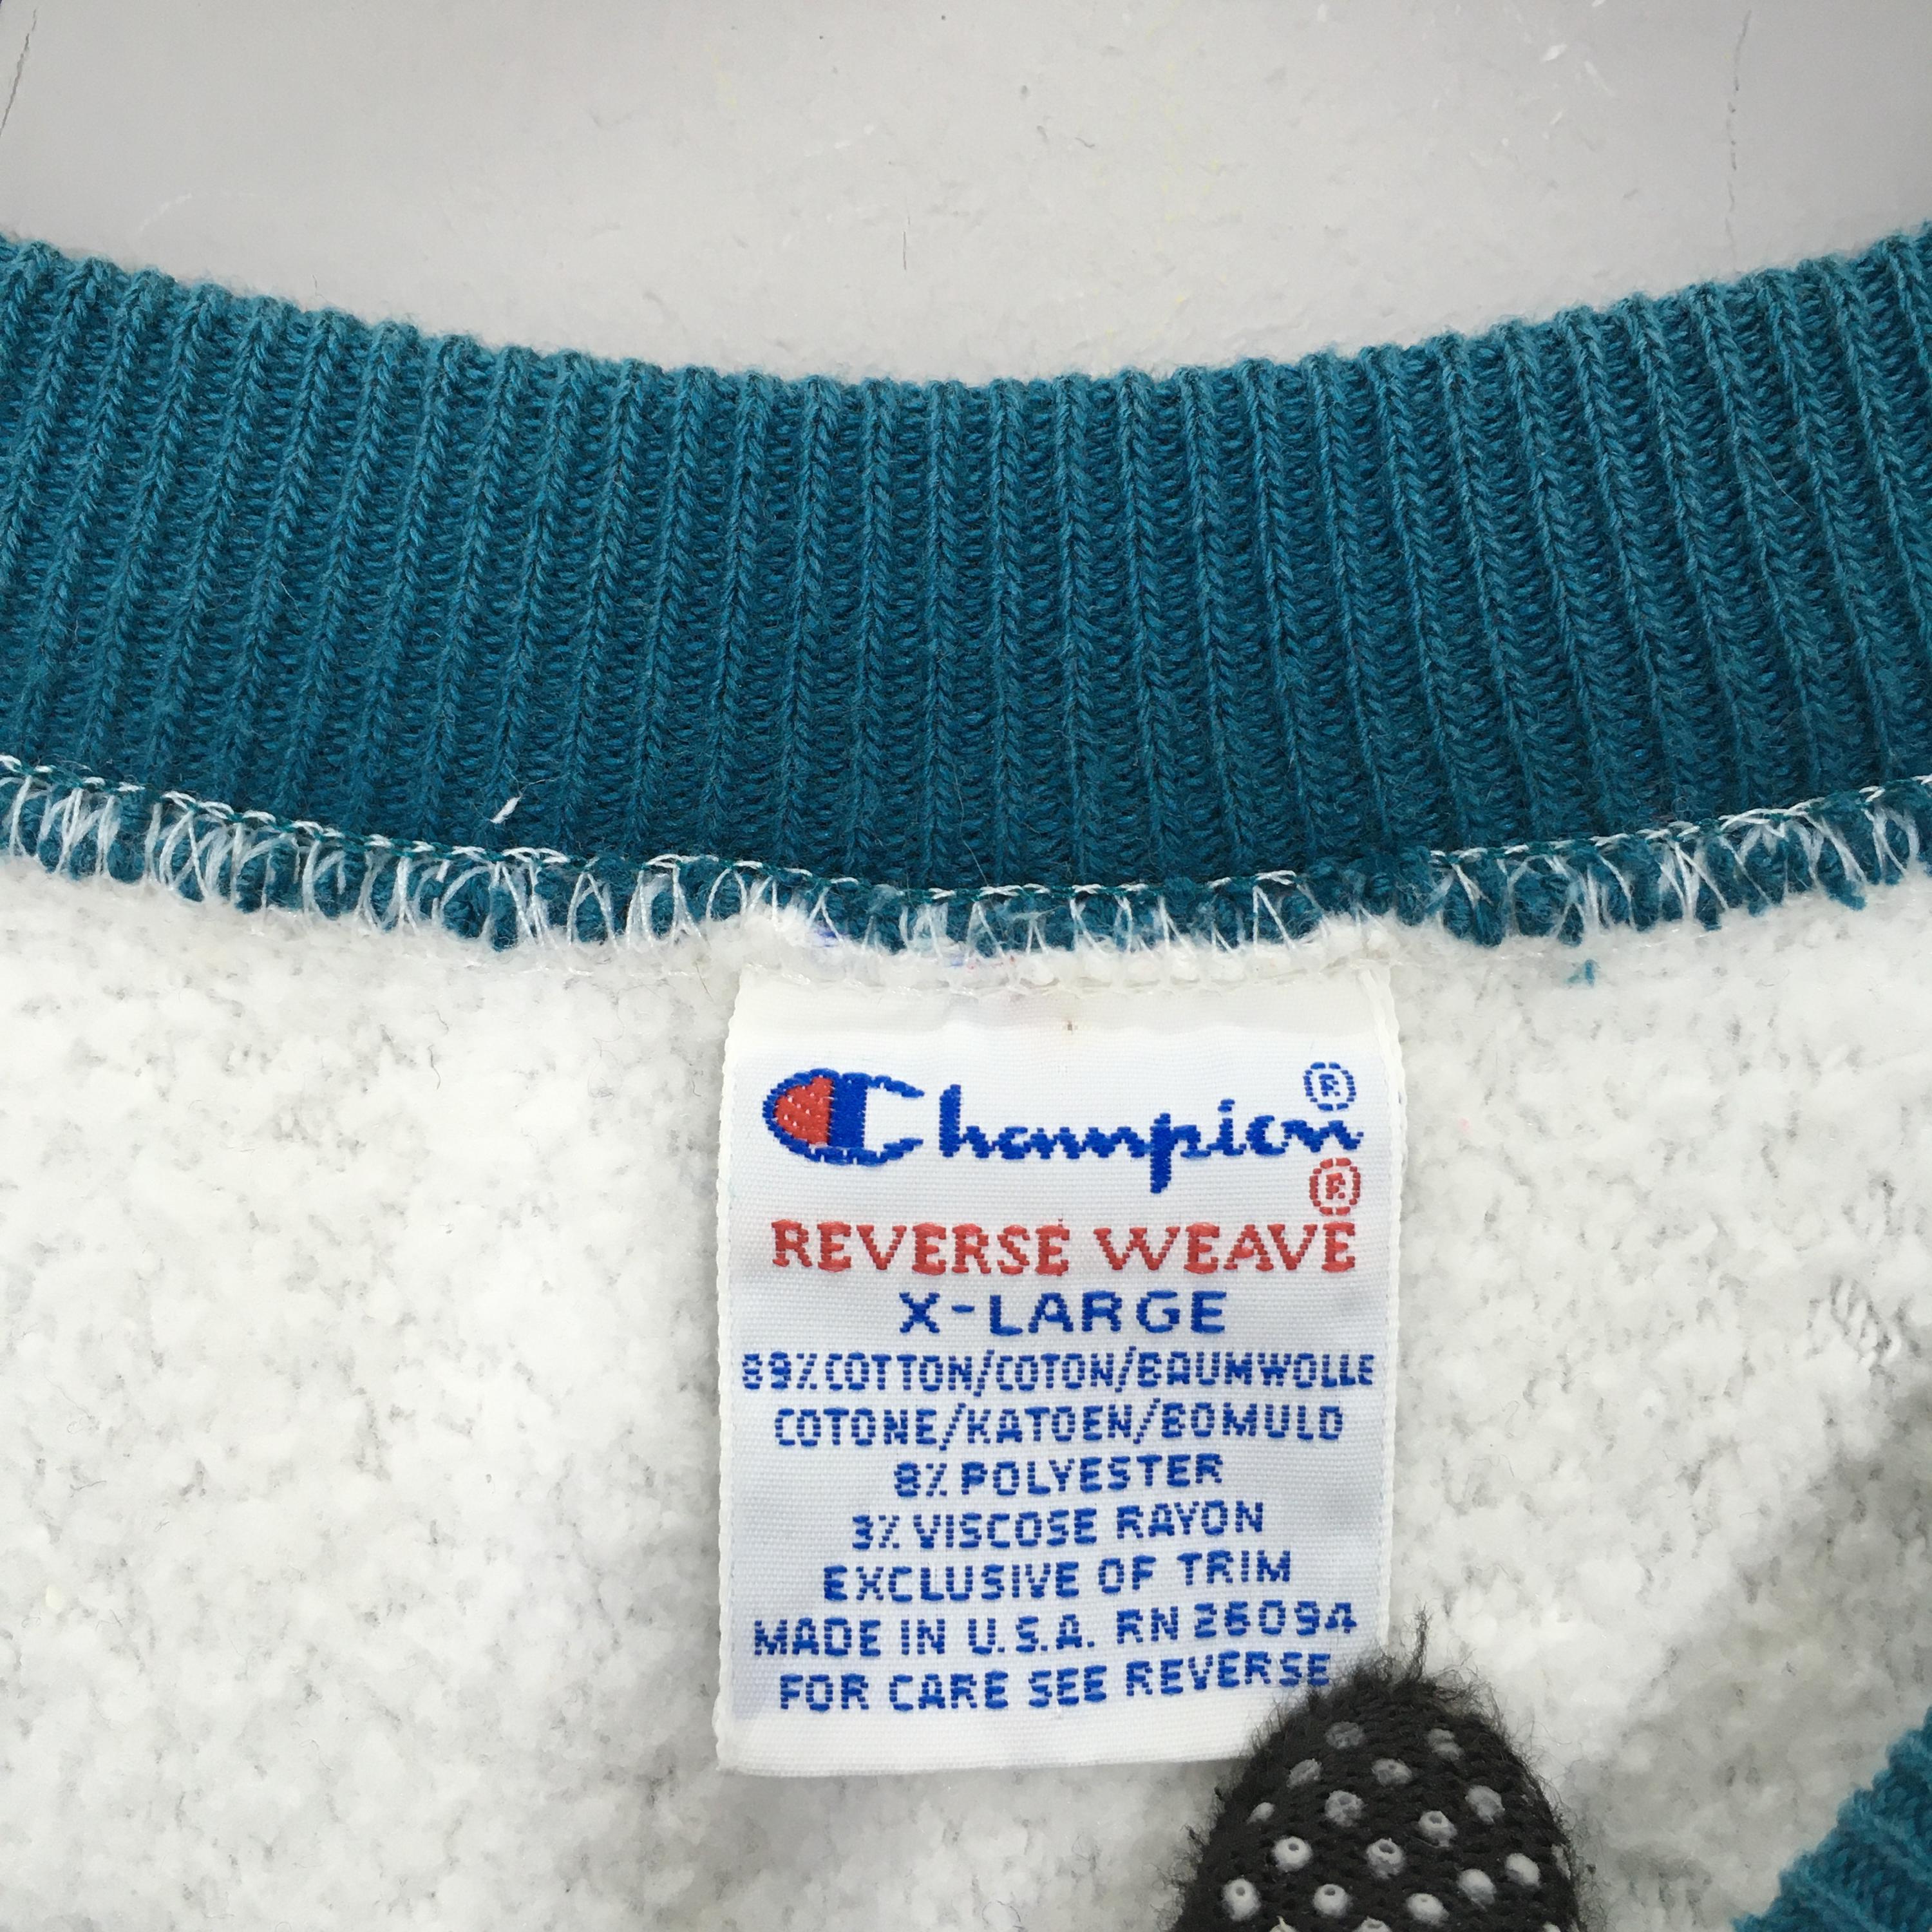 Champion®
®
REVERSE WEAVE
X-LARGE
89% COTTON/COTON/BAUMWOLLE
COTONE/KATOEN/BOMULD
8% POLYESTER
3% VISCOSE RAYON
EXCLUSIVE OF TRIM
MADE IN U.S.A. RN 26094
FOR CARE SEE REVERSE